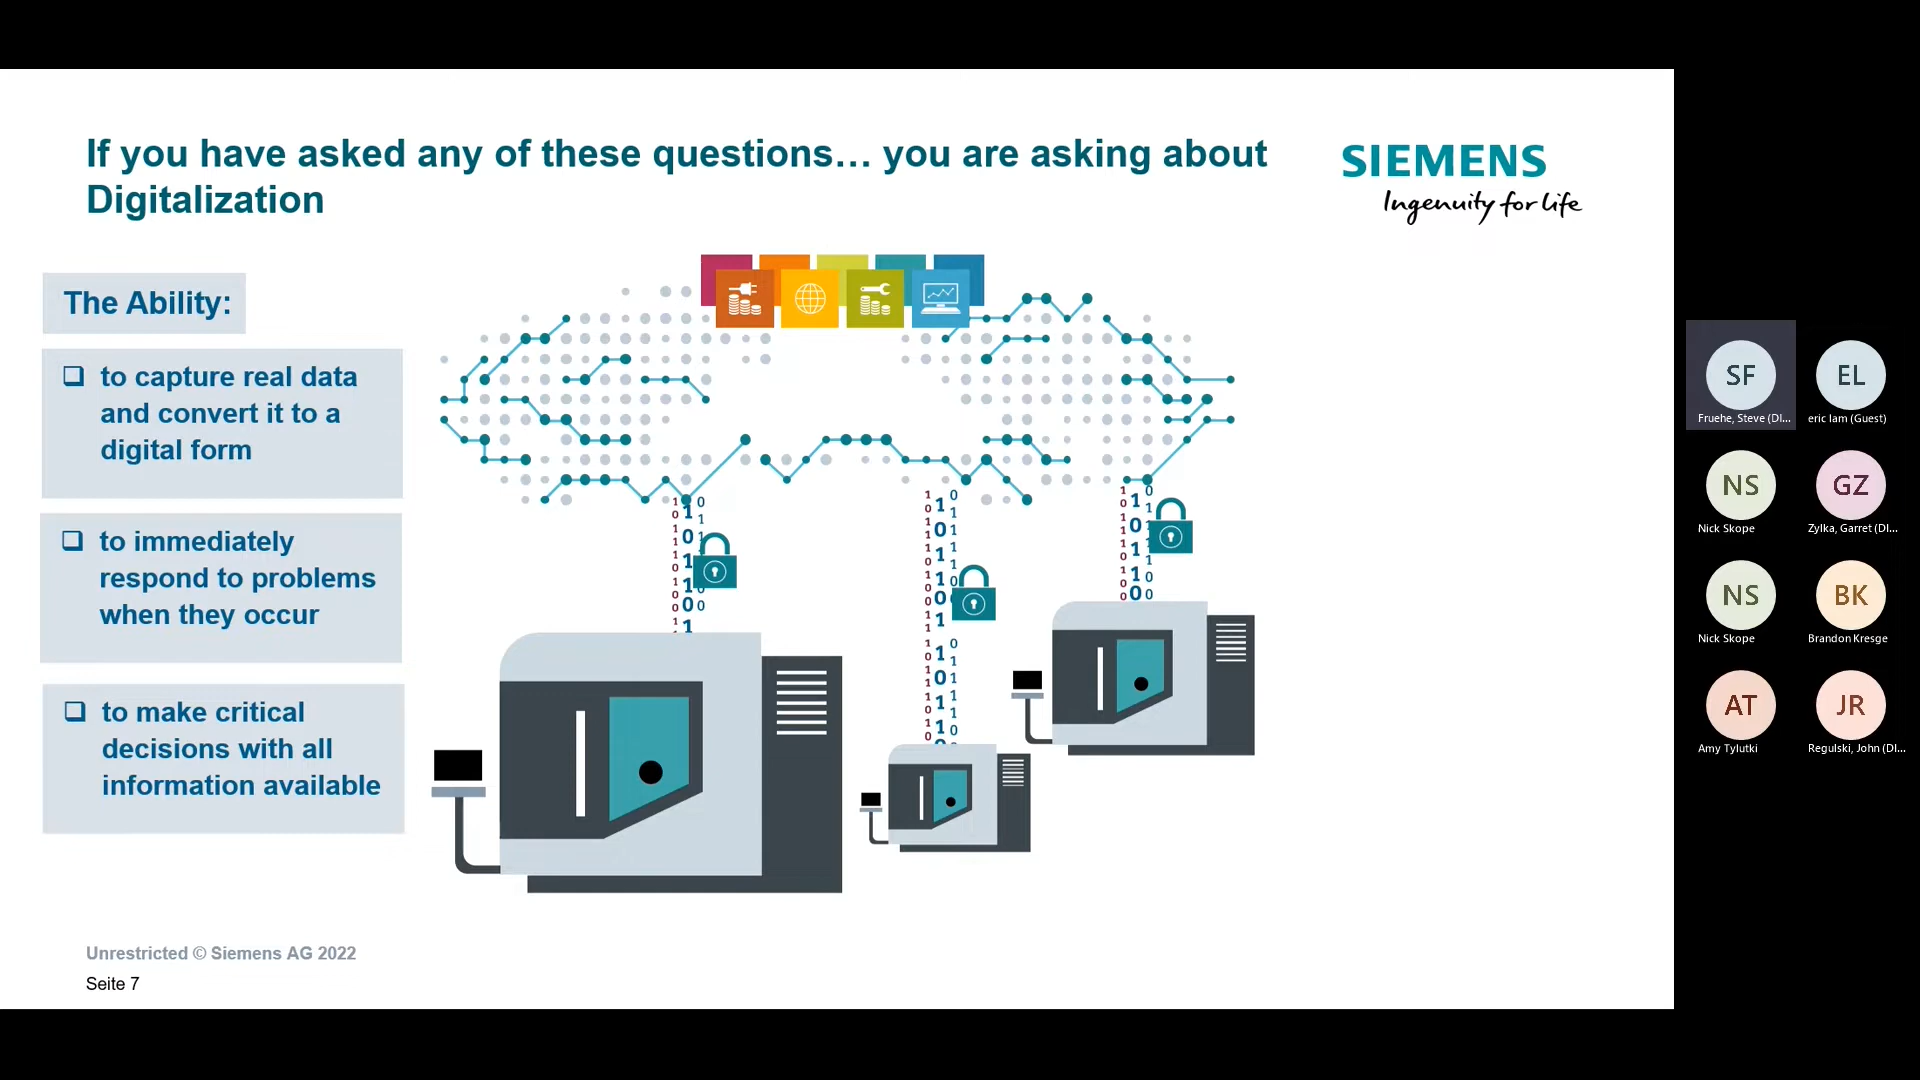 If you have asked any of these questions… you are asking about
Digitalization
SIEMENS
Ingenuity for life
The Ability:
to capture real data
and convert it to a
digital form
to immediately
respond to problems
when they occur
to make critical
decisions with all
information available
Unrestricted © Siemens AG 2022
Seite 7
SF
Fruehe, Steve (DI...
EL
eric lam (Guest)
NS
Nick Skope
GZ
Zylka, Garret (DI...
NS
Nick Skope
BK
Brandon Kresge
AT
Amy Tylutki
JR
Regulski, John (DI...